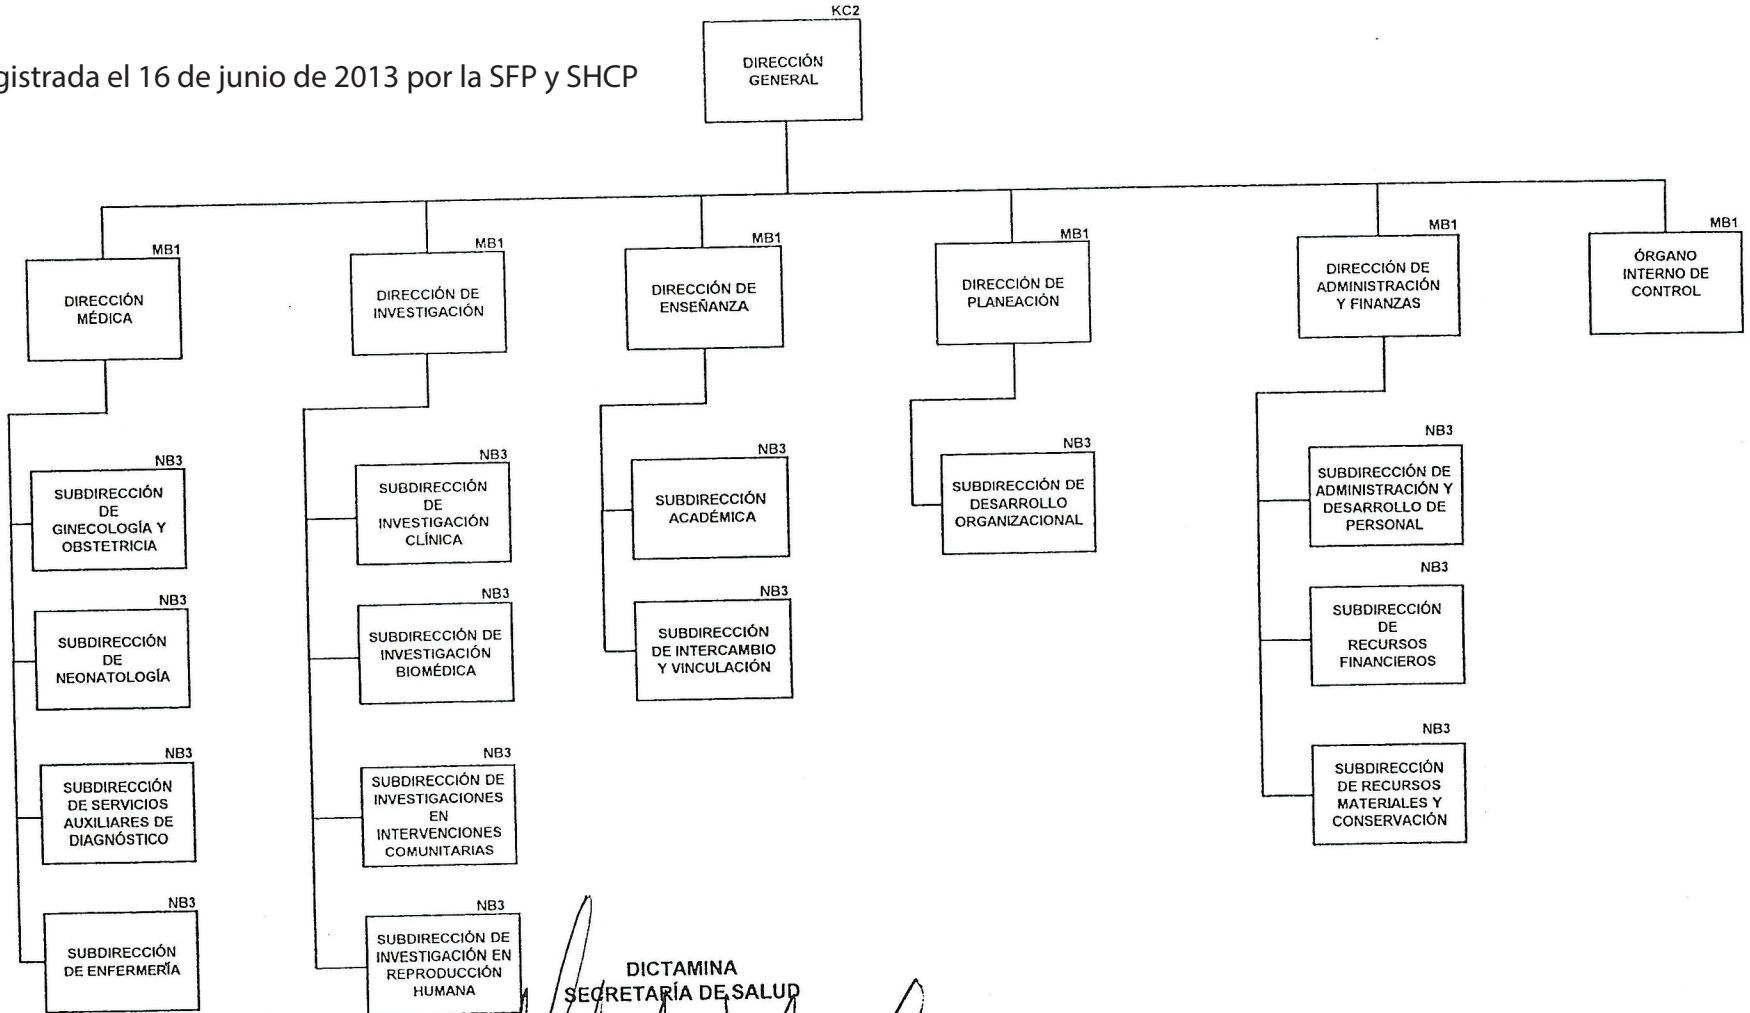 KC2
DIRECCIÓN
GENERAL
gistrada el 16 de junio de 2013 por la SFP y SHCP
MB1
DIRECCIÓN
MÉDICA
MB1
DIRECCIÓN DE
INVESTIGACIÓN
MB1
DIRECCIÓN DE
ENSEÑANZA
MB1
DIRECCIÓN DE
PLANEACIÓN
MB1
DIRECCIÓN DE
ADMINISTRACIÓN
Y FINANZAS
MB1
ÓRGANO
INTERNO DE
CONTROL
NB3
SUBDIRECCIÓN
DE
GINECOLOGÍA Y
OBSTETRICIA
NB3
SUBDIRECCIÓN
DE
NEONATOLOGÍA
NB3
SUBDIRECCIÓN
DE SERVICIOS
AUXILIARES DE
DIAGNÓSTICO
NB3
SUBDIRECCIÓN
DE ENFERMERÍA
NB3
SUBDIRECCIÓN
DE
INVESTIGACIÓN
CLÍNICA
NB3
SUBDIRECCIÓN DE
INVESTIGACIÓN
BIOMÉDICA
NB3
SUBDIRECCIÓN DE
INVESTIGACIONES
EN
INTERVENCIONES
COMUNITARIAS
NB3
SUBDIRECCIÓN DE
INVESTIGACIÓN EN
REPRODUCCIÓN
HUMANA
NB3
SUBDIRECCIÓN
ACADÉMICA
NB3
SUBDIRECCIÓN
DE INTERCAMBIO
Y VINCULACIÓN
NB3
SUBDIRECCIÓN DE
DESARROLLO
ORGANIZACIONAL
NB3
SUBDIRECCIÓN DE
ADMINISTRACIÓN Y
DESARROLLO DE
PERSONAL
NB3
SUBDIRECCIÓN
DE
RECURSOS
FINANCIEROS
NB3
SUBDIRECCIÓN
DE RECURSOS
MATERIALES Y
CONSERVACIÓN
DICTAMINA
SECRETARÍA DE SALUD